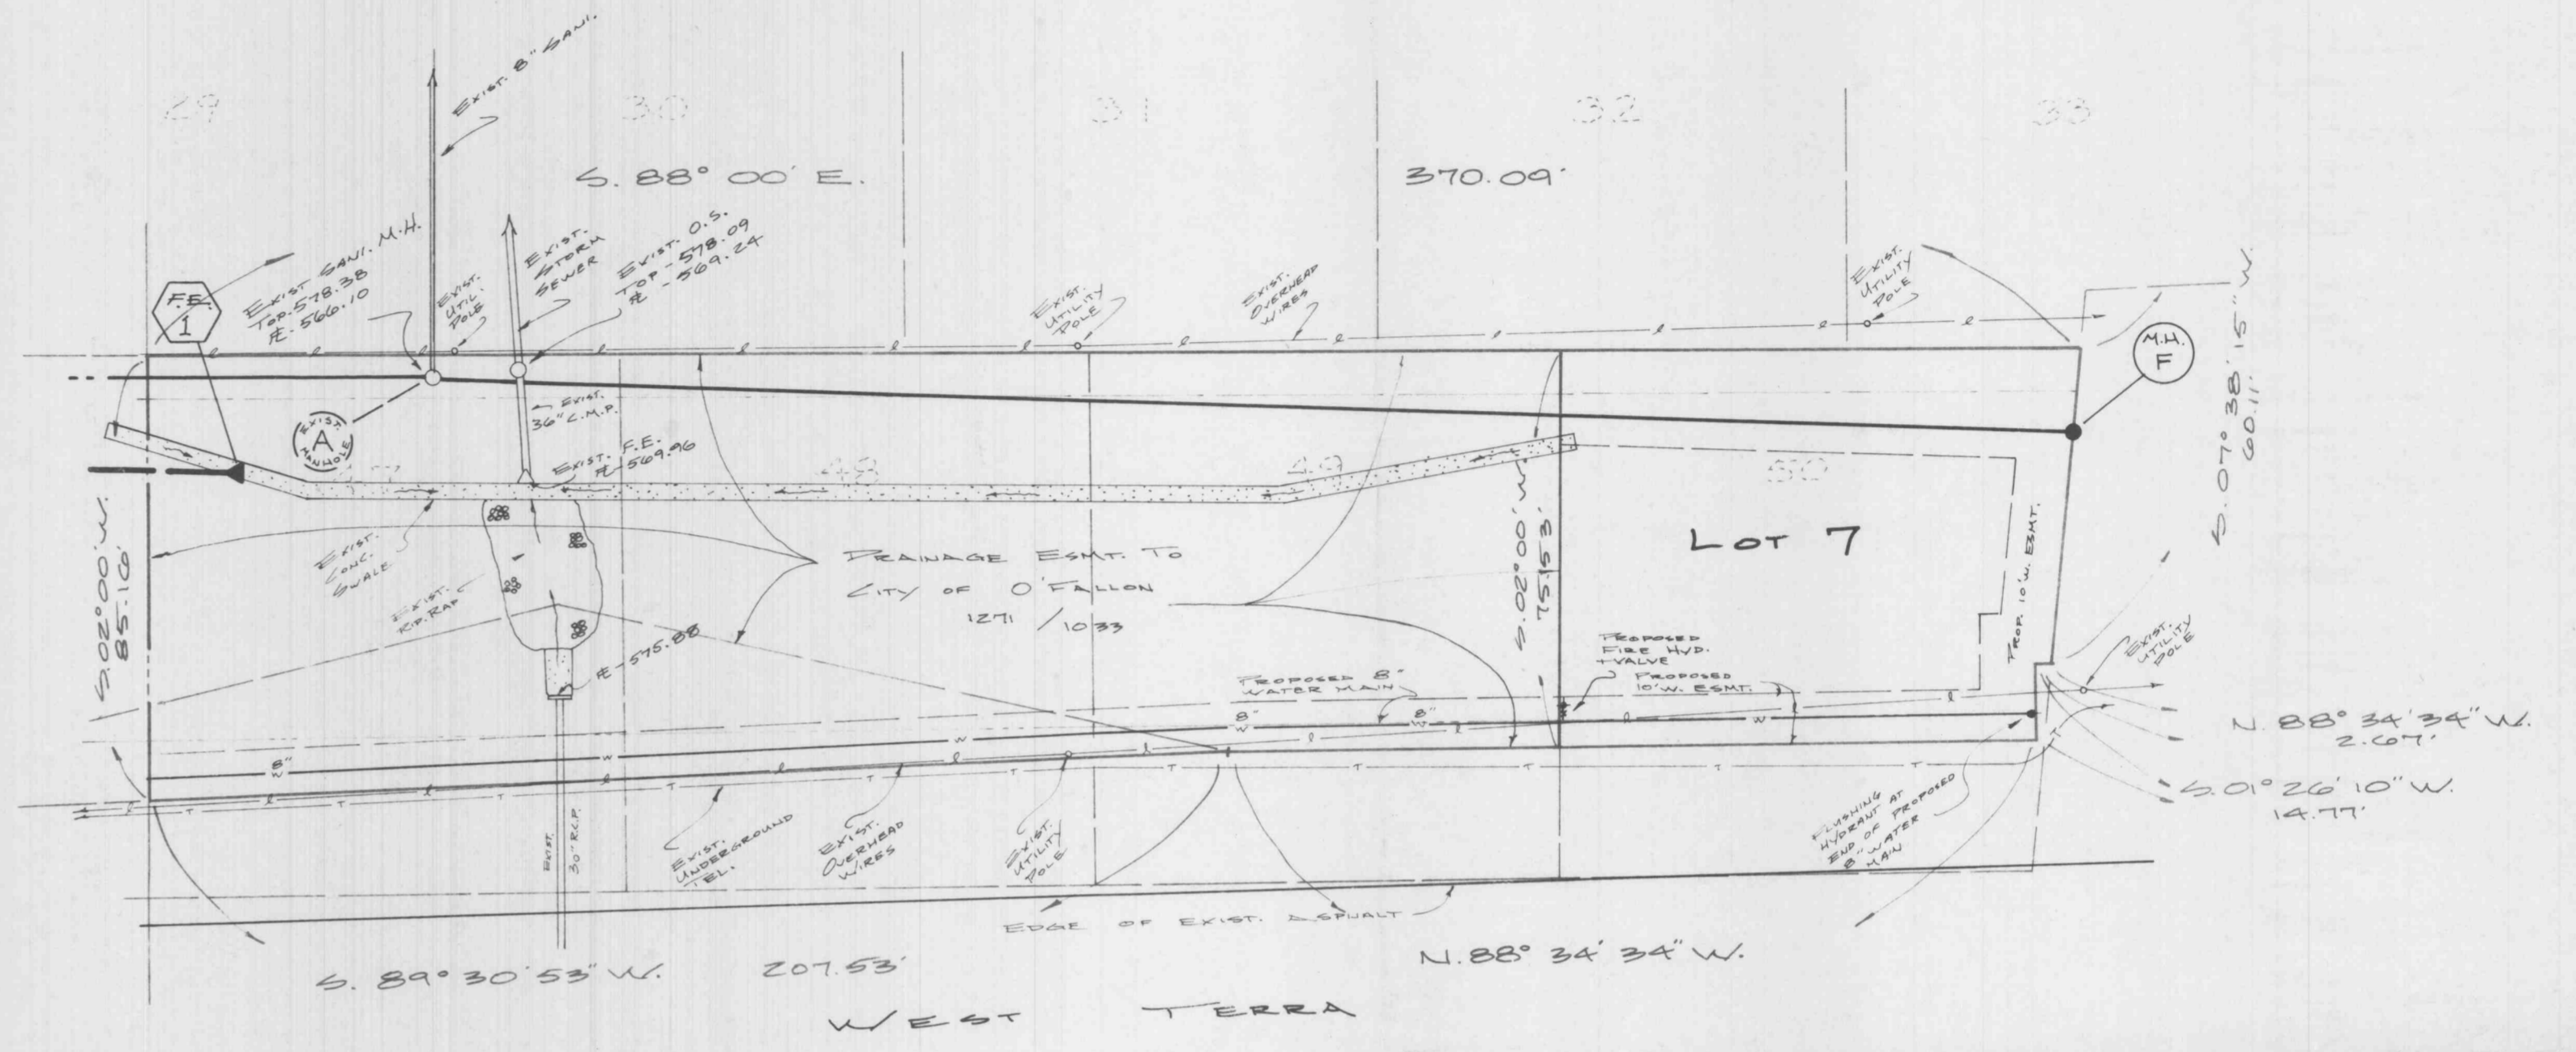 EXIST. 8" SANI.
29
30
31
32
33
S. 88° 00' E.
370.09'
EXIST SANI. M.H.
TOP. 578.38
℄. 566.10
F.E.
1
EXIST.
UTIL.
POLE
EXIST.
STORM
SEWER
EXIST. O.S.
TOP - 578.09
℄ - 569.24
EXIST.
UTILITY
POLE
EXIST.
OVERHEAD
WIRES
EXIST.
UTILITY
POLE
M.H.
F
S. 07° 38' 15" W.
60.11'
EXIST.
36" C.M.P.
EXIST
A
MANHOLE
EXIST. F.E.
℄ - 569.96
48
49
50
S. 02° 00' W.
85.16'
EXIST.
CONC.
SWALE
EXIST.
RIP. RAP
DRAINAGE ESMT. TO
CITY OF O'FALLON
1271 / 1033
S. 02° 00' W.
75.53'
LOT 7
PROP. 10' W. ESMT.
℄ - 575.88
PROPOSED
FIRE HYD.
+ VALVE
PROPOSED 8"
WATER MAIN
PROPOSED
10' W. ESMT.
EXIST.
UTILITY
POLE
8"
W
W
W
8"
W
8"
W
W
N. 88° 34' 34" W.
2.67'
S. 01° 26' 10" W.
14.77'
EXIST.
30" R.C.P.
EXIST.
UNDERGROUND
TEL.
EXIST.
OVERHEAD
WIRES
EXIST.
UTILITY
POLE
FLUSHING
HYDRANT AT
END OF PROPOSED
8" WATER
MAIN
EDGE OF EXIST. ASPHALT
S. 89° 30' 53" W.
207.53'
N. 88° 34' 34" W.
WEST TERRA